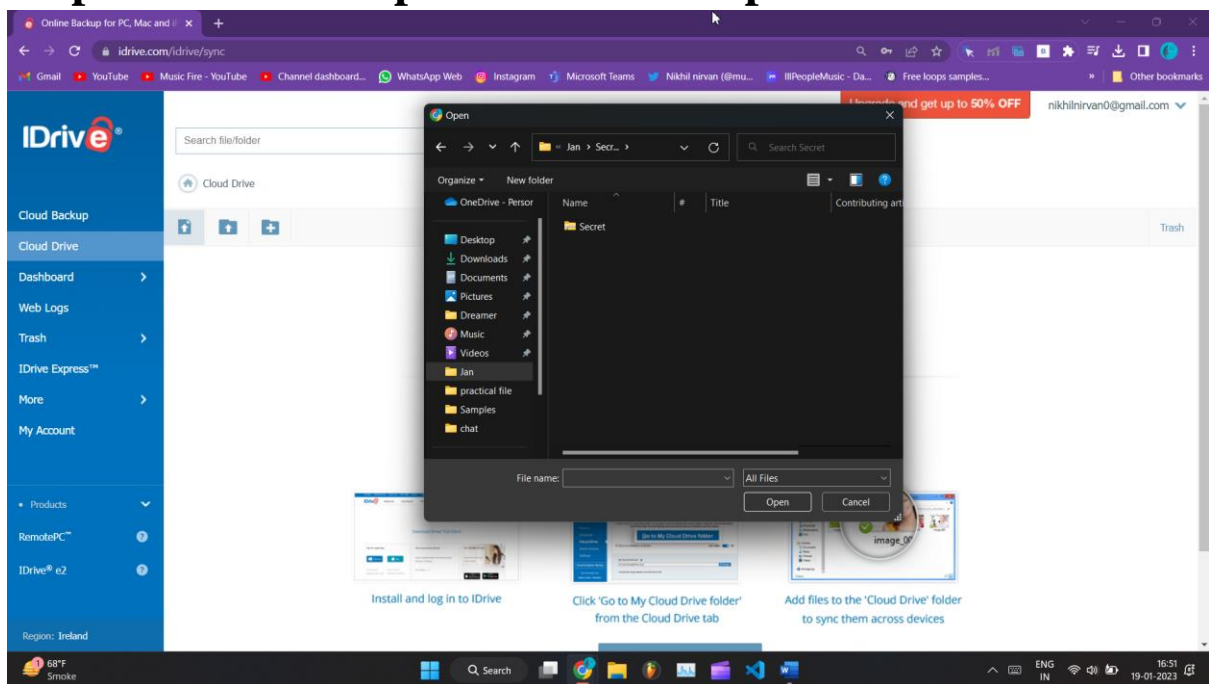 Online Backup for PC, Mac and i
idrive.com/idrive/sync
Gmail YouTube Music Fire - YouTube Channel dashboard... WhatsApp Web Instagram Microsoft Teams Nikhil nirvan (@mu... IllPeopleMusic - Da... Free loops samples... » Other bookmarks
and get up to 50% OFF nikhilnirvan0@gmail.com
IDrive®
Search file/folder
Cloud Drive
Trash
Cloud Backup
Cloud Drive
Dashboard
Web Logs
Trash
IDrive Express™
More
My Account
Products
RemotePC™
IDrive® e2
Region: Ireland
Open
« Jan › Secr... ›
Search Secret
Organize New folder
Name # Title Contributing art
OneDrive - Persor
Secret
Desktop
Downloads
Documents
Pictures
Dreamer
Music
Videos
Jan
practical file
Samples
chat
File name: All Files
Open Cancel
Go to My Cloud Drive folder
image_0
Install and log in to IDrive
Click 'Go to My Cloud Drive folder'
from the Cloud Drive tab
Add files to the 'Cloud Drive' folder
to sync them across devices
68°F
Smoke
Search
ENG
IN
16:51
19-01-2023